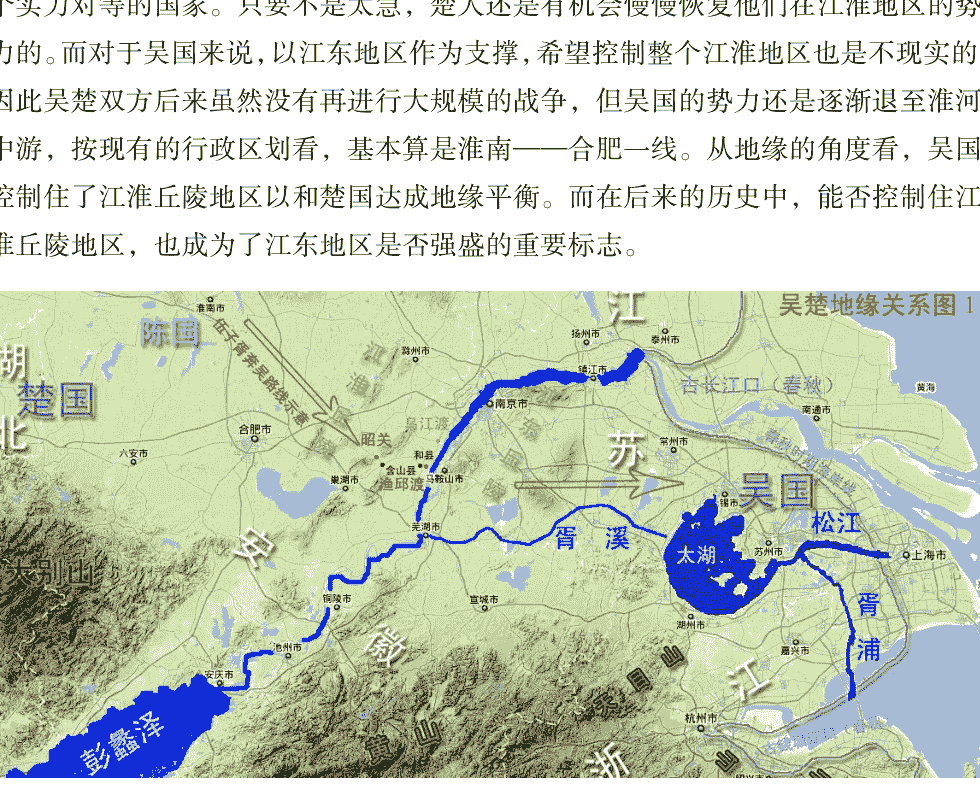 个实力对等的国家。只要不是太急，楚人还是有机会慢慢恢复他们在江淮地区的势
力的。而对于吴国来说，以江东地区作为支撑，希望控制整个江淮地区也是不现实的
因此吴楚双方后来虽然没有再进行大规模的战争，但吴国的势力还是逐渐退至淮河
中游，按现有的行政区划看，基本算是淮南——合肥一线。从地缘的角度看，吴国
控制住了江淮丘陵地区以和楚国达成地缘平衡。而在后来的历史中，能否控制住江
淮丘陵地区，也成为了江东地区是否强盛的重要标志。
吴楚地缘关系图 1
淮南市
陈国
伍子胥奔吴路线示意
江
扬州市
泰州市
滁州市
镇江市
湖
楚国
北
古长江口（春秋）
黄海
南京市
南通市
乌江渡
合肥市
昭关
和县
六安市
苏
常州市
含山县
马鞍山市
巢湖市
渔邱渡
吴国
锡市
芜湖市
胥 溪
松江
太湖
苏州市
上海市
安
大别山
铜陵市
宣城市
胥
浦
湖州市
徽
池州市
嘉兴市
安庆市
天目山
江
彭蠡泽
黄山
杭州市
浙